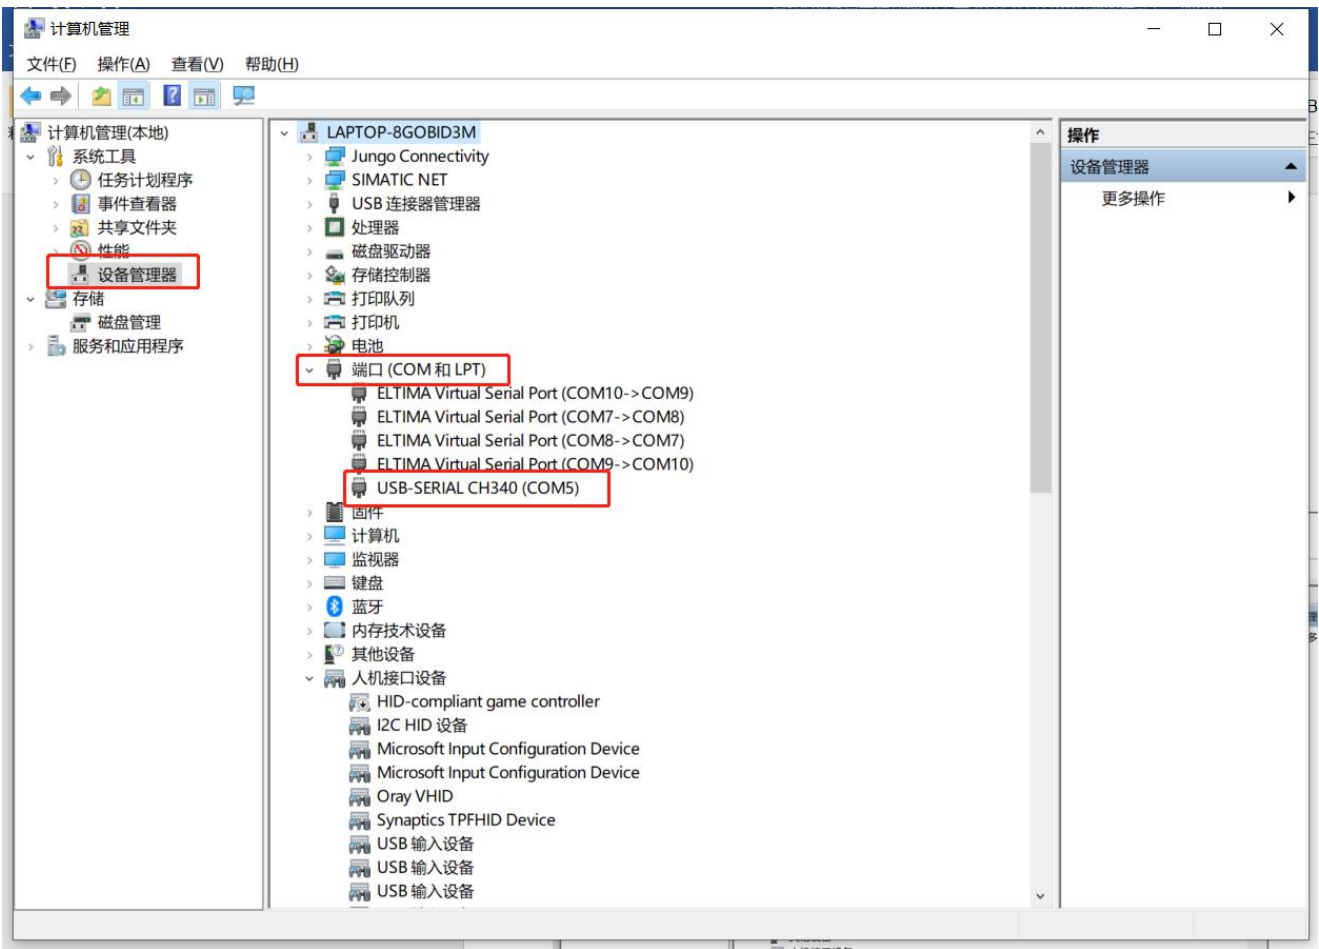 计算机管理
文件(F) 操作(A) 查看(V) 帮助(H)
计算机管理(本地)
系统工具
任务计划程序
事件查看器
共享文件夹
性能
设备管理器
存储
磁盘管理
服务和应用程序
LAPTOP-8GOBID3M
Jungo Connectivity
SIMATIC NET
USB 连接器管理器
处理器
磁盘驱动器
存储控制器
打印队列
打印机
电池
端口 (COM 和 LPT)
ELTIMA Virtual Serial Port (COM10->COM9)
ELTIMA Virtual Serial Port (COM7->COM8)
ELTIMA Virtual Serial Port (COM8->COM7)
ELTIMA Virtual Serial Port (COM9->COM10)
USB-SERIAL CH340 (COM5)
固件
计算机
监视器
键盘
蓝牙
内存技术设备
其他设备
人机接口设备
HID-compliant game controller
I2C HID 设备
Microsoft Input Configuration Device
Microsoft Input Configuration Device
Oray VHID
Synaptics TPFHID Device
USB 输入设备
USB 输入设备
USB 输入设备
操作
设备管理器
更多操作